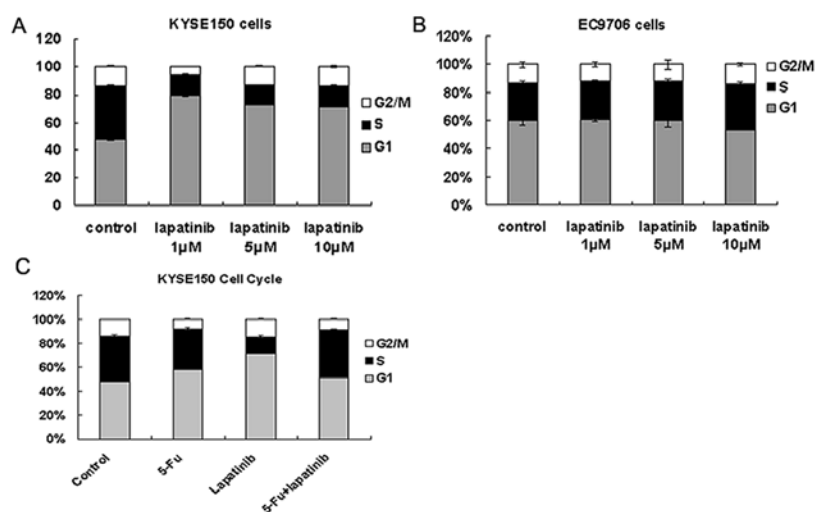 A
KYSE150 cells
120
100
80
60
40
20
0
G2/M
S
G1
control
lapatinib
1µM
lapatinib
5µM
lapatinib
10µM
B
EC9706 cells
120%
100%
80%
60%
40%
20%
0%
G2/M
S
G1
control
lapatinib
1µM
lapatinib
5µM
lapatinib
10µM
C
KYSE150 Cell Cycle
120%
100%
80%
60%
40%
20%
0%
G2/M
S
G1
Control
5-Fu
Lapatinib
5-Fu+lapatinib